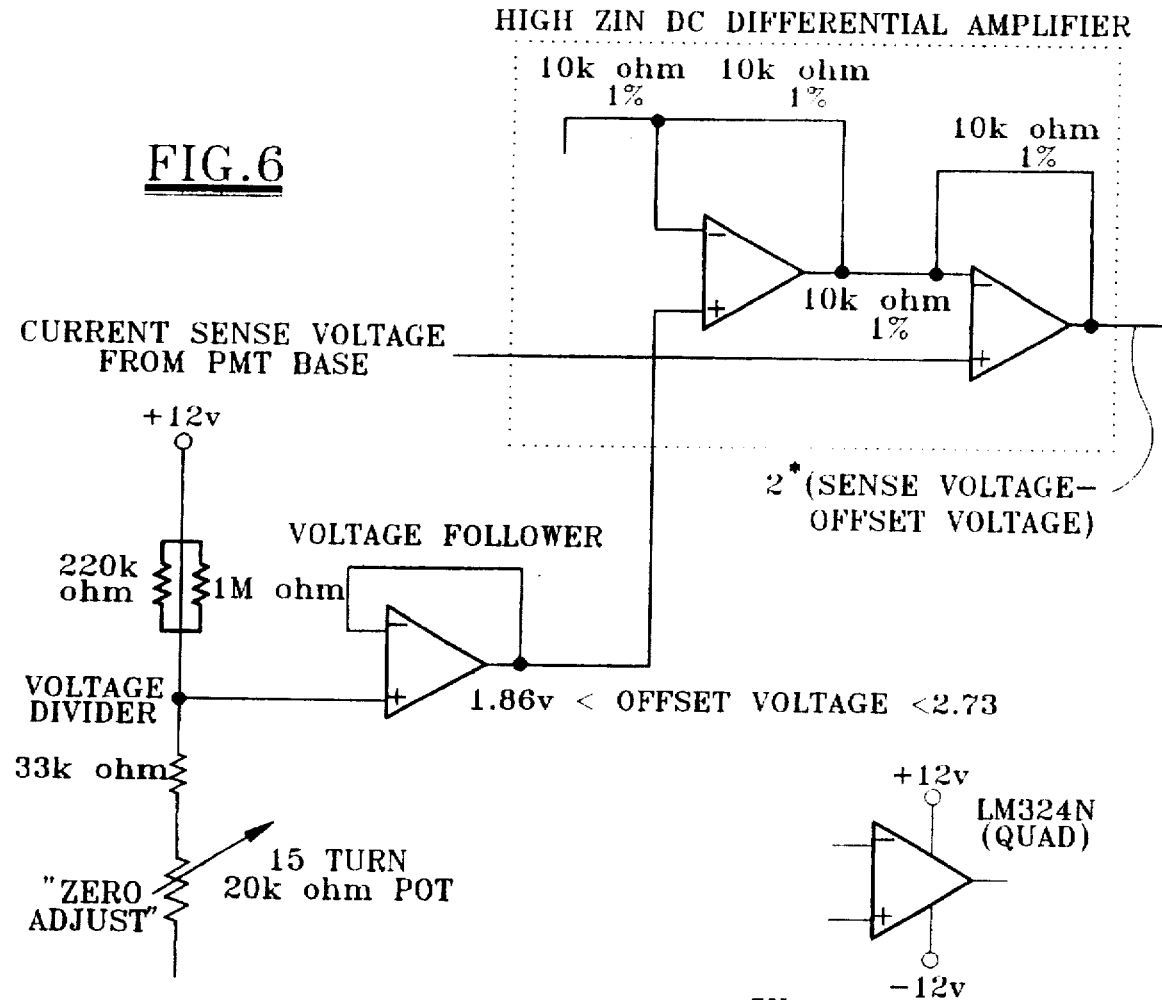 HIGH ZIN DC DIFFERENTIAL AMPLIFIER
10k ohm 10k ohm
1% 1%
10k ohm
1%
FIG.6
10k ohm
1%
CURRENT SENSE VOLTAGE
FROM PMT BASE
+12v
2*(SENSE VOLTAGE-
OFFSET VOLTAGE)
VOLTAGE FOLLOWER
220k
ohm
1M ohm
VOLTAGE
DIVIDER
1.86v < OFFSET VOLTAGE <2.73
33k ohm
+12v
LM324N
(QUAD)
15 TURN
20k ohm POT
"ZERO
ADJUST"
-12v